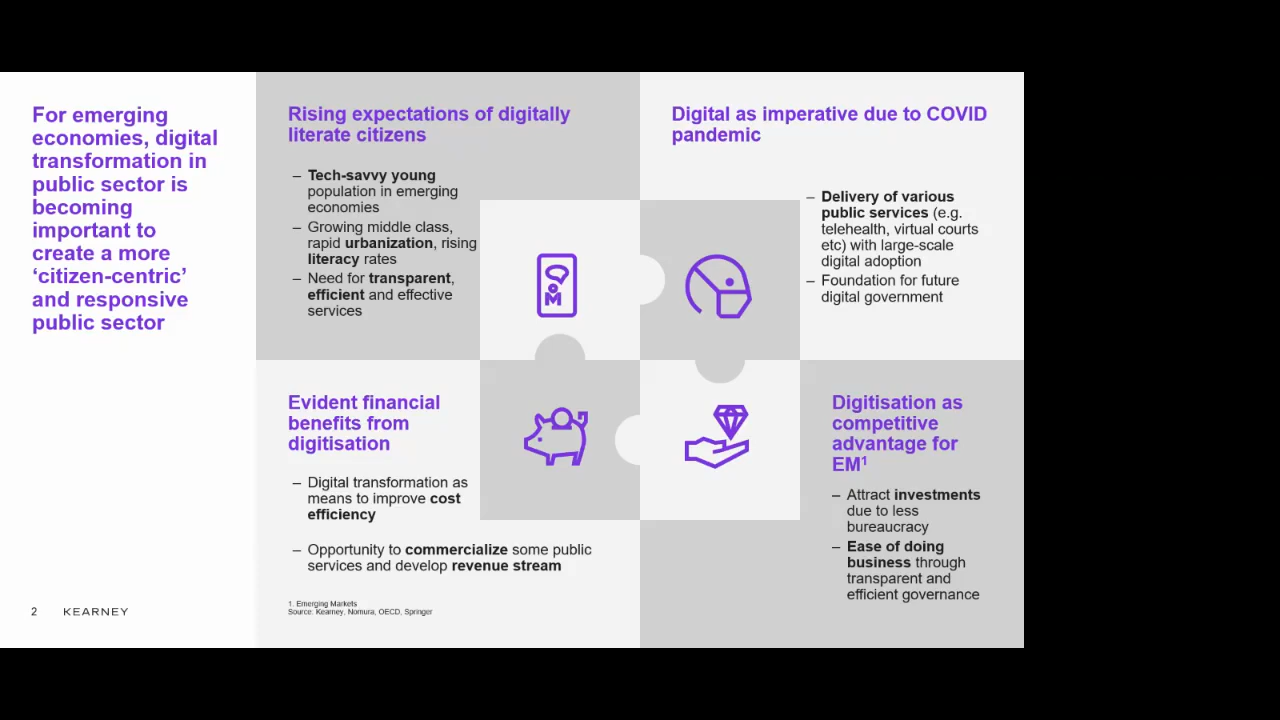 For emerging
economies, digital
transformation in
public sector is
becoming
important to
create a more
‘citizen-centric’
and responsive
public sector
Rising expectations of digitally
literate citizens
– Tech-savvy young
population in emerging
economies
– Growing middle class,
rapid urbanization, rising
literacy rates
– Need for transparent,
efficient and effective
services
Digital as imperative due to COVID
pandemic
– Delivery of various
public services (e.g.
telehealth, virtual courts
etc) with large-scale
digital adoption
– Foundation for future
digital government
Evident financial
benefits from
digitisation
– Digital transformation as
means to improve cost
efficiency
– Opportunity to commercialize some public
services and develop revenue stream
Digitisation as
competitive
advantage for
EM¹
– Attract investments
due to less
bureaucracy
– Ease of doing
business through
transparent and
efficient governance
1. Emerging Markets
Source: Kearney, Nomura, OECD, Springer
2 KEARNEY